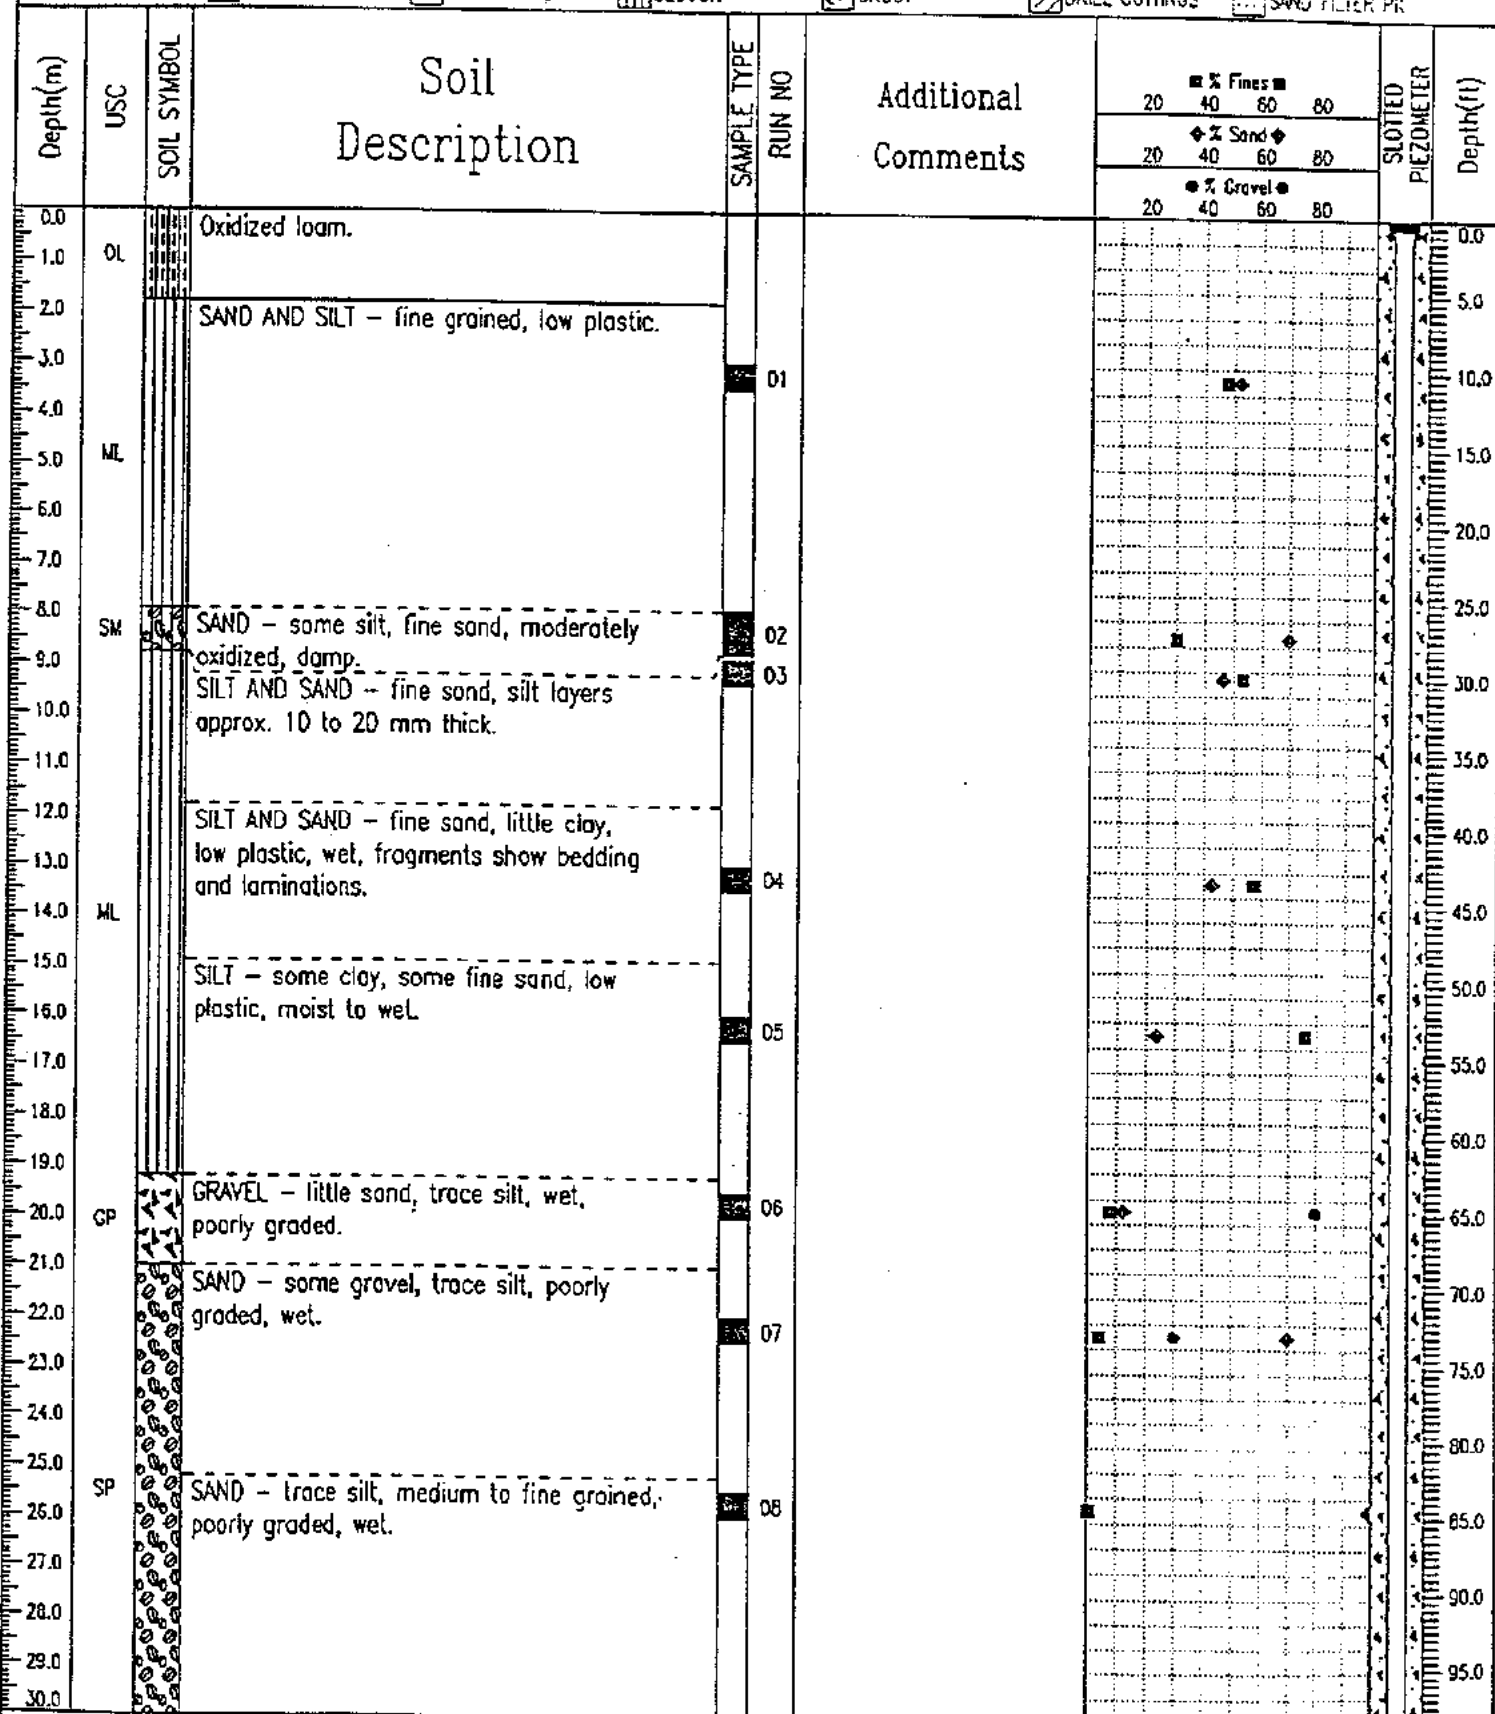 DRILL CUTTINGS
Depth(m)
USC
SOIL SYMBOL
Soil
Description
SAMPLE TYPE
RUN NO
Additional
Comments
% Fines
20 40 60 80
% Sand
20 40 60 80
% Gravel
20 40 60 80
SLOTTED
PIEZOMETER
Depth(ft)
0.0
1.0
2.0
3.0
4.0
5.0
6.0
7.0
8.0
9.0
10.0
11.0
12.0
13.0
14.0
15.0
16.0
17.0
18.0
19.0
20.0
21.0
22.0
23.0
24.0
25.0
26.0
27.0
28.0
29.0
30.0
OL
ML
SM
ML
GP
SP
Oxidized loam.
SAND AND SILT – fine grained, low plastic.
SAND – some silt, fine sand, moderately
oxidized, damp.
SILT AND SAND – fine sand, silt layers
approx. 10 to 20 mm thick.
SILT AND SAND – fine sand, little clay,
low plastic, wet, fragments show bedding
and laminations.
SILT – some clay, some fine sand, low
plastic, moist to wet.
GRAVEL – little sand, trace silt, wet,
poorly graded.
SAND – some gravel, trace silt, poorly
graded, wet.
SAND – trace silt, medium to fine grained,
poorly graded, wet.
01
02
03
04
05
06
07
08
0.0
5.0
10.0
15.0
20.0
25.0
30.0
35.0
40.0
45.0
50.0
55.0
60.0
65.0
70.0
75.0
80.0
85.0
90.0
95.0